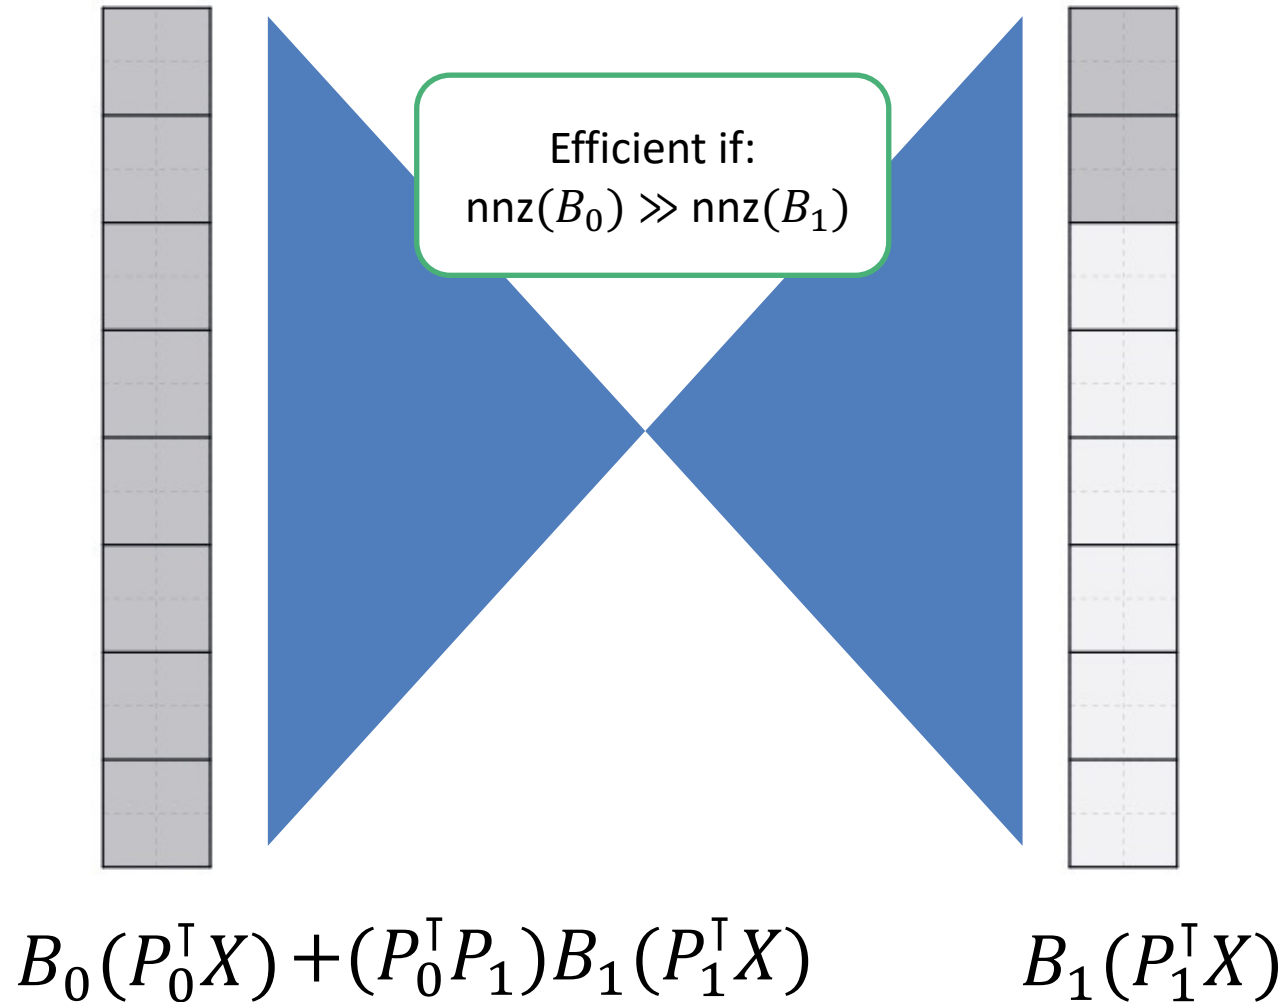 Efficient if:
nnz(B₀) ≫ nnz(B₁)
B₀(P₀ᵀX) +(P₀ᵀP₁)B₁(P₁ᵀX)
B₁(P₁ᵀX)